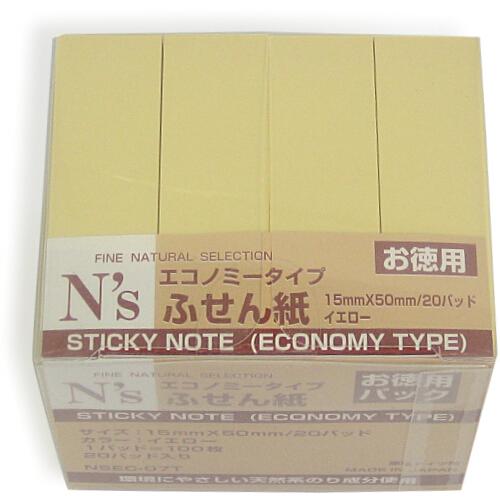 FINE NATURAL SELECTION
お徳用
N's
エコノミータイプ
ふせん紙
15mmX50mm/20パッド
イエロー
STICKY NOTE (ECONOMY TYPE)
FINE NATURAL SELECTION
N's
エコノミータイプ
ふせん紙
お徳用
パック
STICKY NOTE (ECONOMY TYPE)
サイズ:15mmX50mm/20パッド
カラー:イエロー
1パッド=100枚
20パッド入り
NSEC-07T
MADE IN JAPAN
環境にやさしい天然系のり成分使用